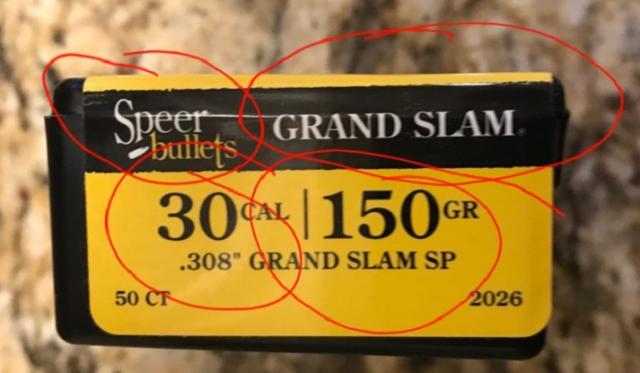 Speer bullets GRAND SLAM®
30 CAL | 150 GR
.308" GRAND SLAM SP
50 CT 2026